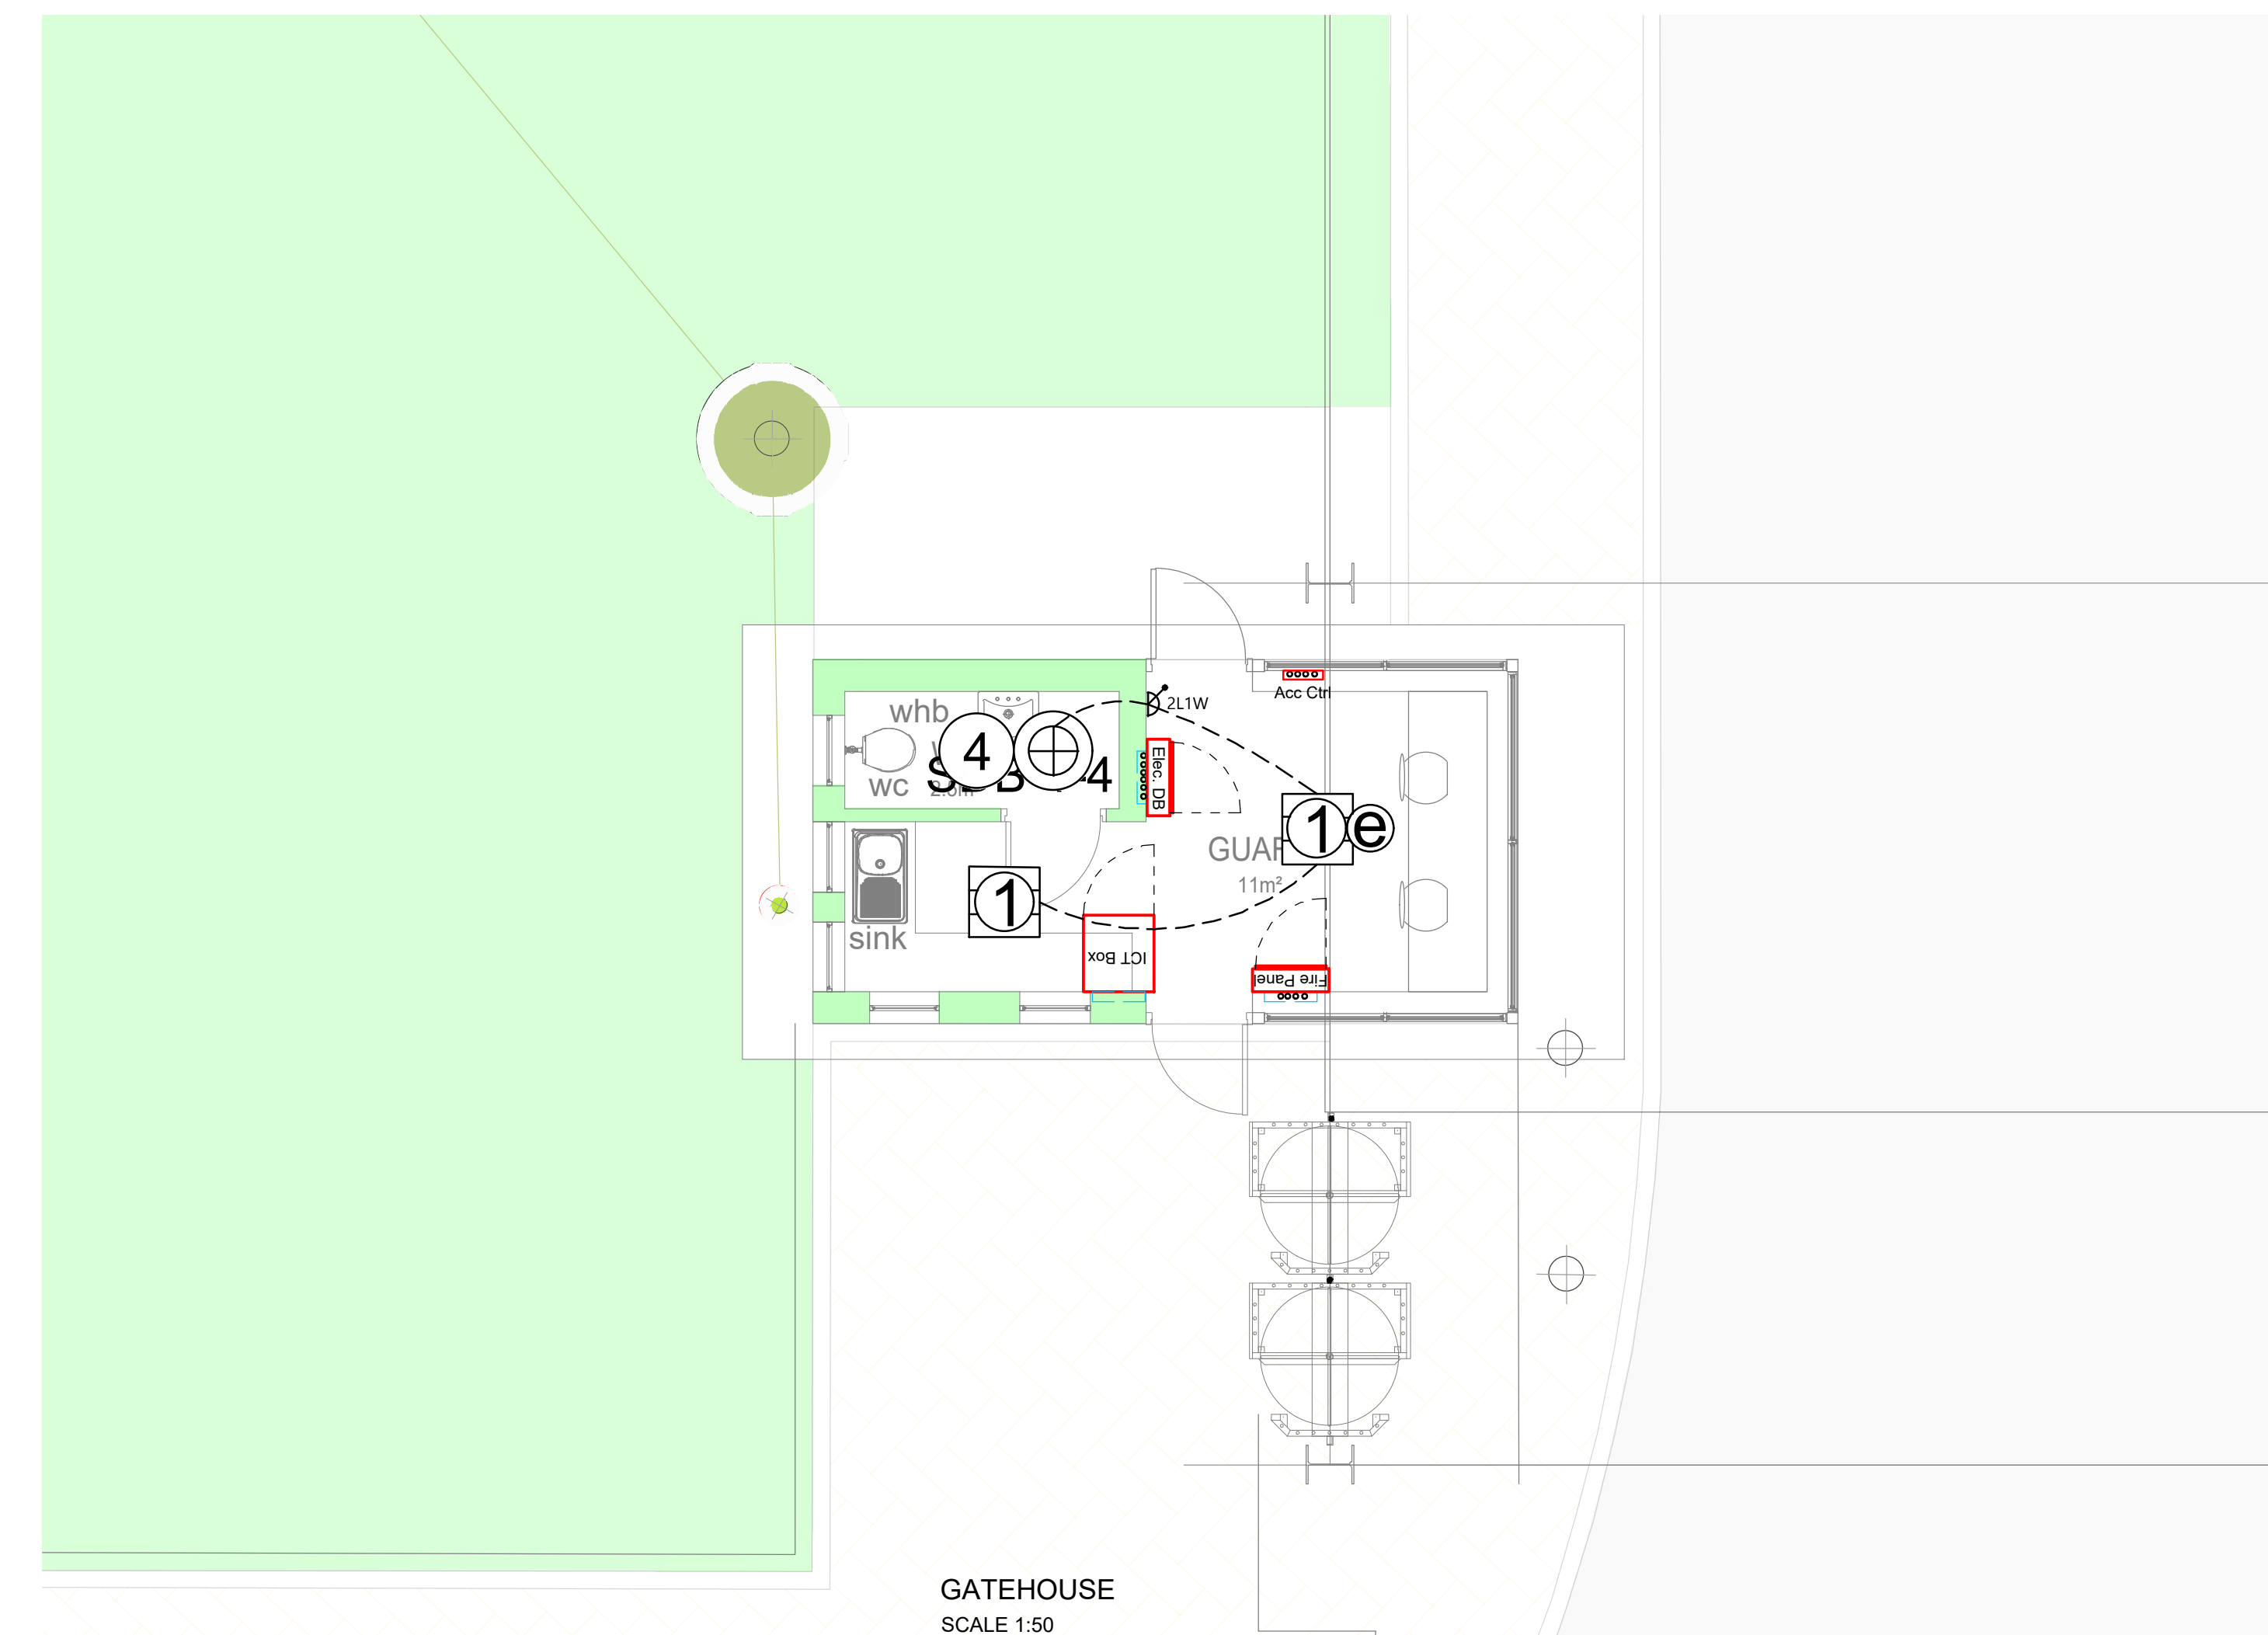 2L1W
Acc Ctrl
whb
4
wc
Elec. DB
1
e
11m²
1
sink
ICT Box
Fire Panel
GATEHOUSE
SCALE 1:50